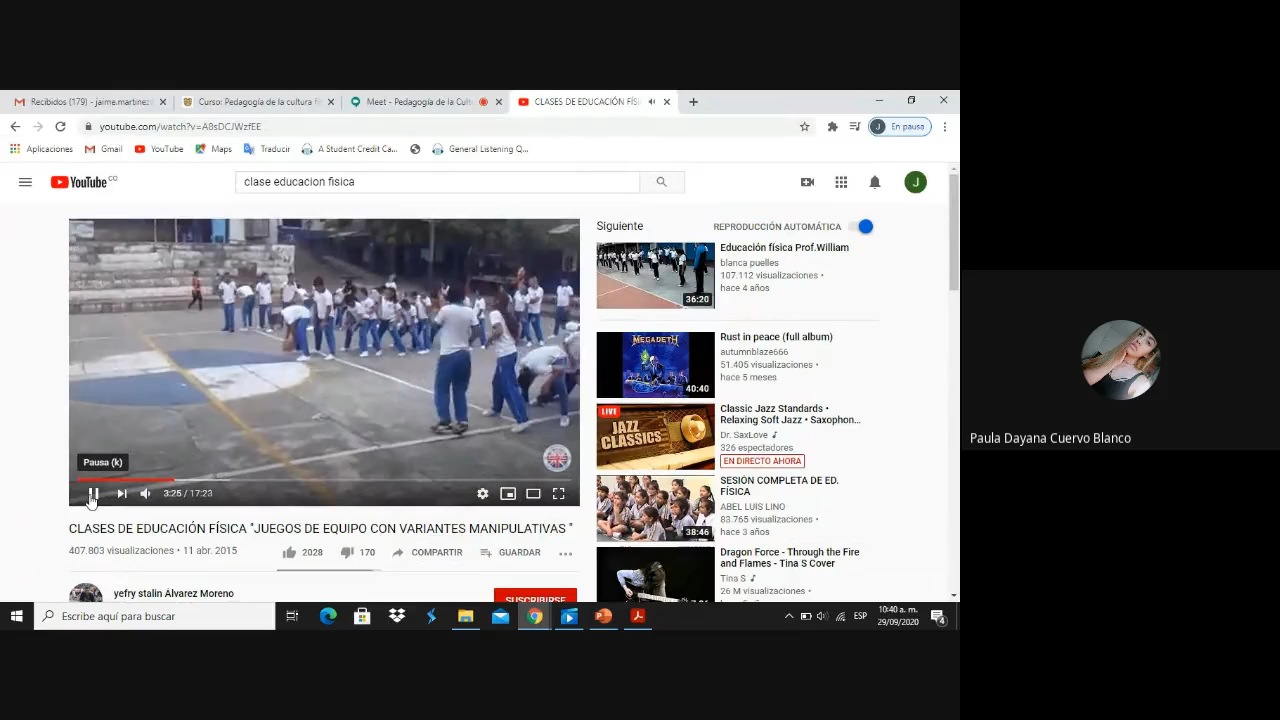 Recibidos (179) - jaime.martinez
Curso: Pedagogía de la cultura fí
Meet - Pedagogía de la Cultu
CLASES DE EDUCACIÓN FÍSI
youtube.com/watch?v=A8sDCJWzfEE
En pausa
Aplicaciones
Gmail
YouTube
Maps
Traducir
A Student Credit Ca...
General Listening Q...
YouTube CO
clase educacion fisica
J
Siguiente
REPRODUCCIÓN AUTOMÁTICA
Educación física Prof.William
blanca puelles
107.112 visualizaciones •
hace 4 años
36:20
MEGADETH
Rust in peace (full album)
autumnblaze666
51.405 visualizaciones •
hace 5 meses
40:40
LIVE
JAZZ
CLASSICS
Classic Jazz Standards •
Relaxing Soft Jazz • Saxophon...
Dr. SaxLove
326 espectadores
EN DIRECTO AHORA
SESIÓN COMPLETA DE ED.
FÍSICA
ABEL LUIS LINO
83.765 visualizaciones •
hace 3 años
38:46
Dragon Force - Through the Fire
and Flames - Tina S Cover
Tina S
26 M visualizaciones •
Pausa (k)
3:25 / 17:23
CLASES DE EDUCACIÓN FÍSICA "JUEGOS DE EQUIPO CON VARIANTES MANIPULATIVAS "
407.803 visualizaciones • 11 abr. 2015
2028
170
COMPARTIR
GUARDAR
yefry stalin Alvarez Moreno
SUSCRIBIRSE
Escribe aquí para buscar
ESP
10:40 a. m.
29/09/2020
4
Paula Dayana Cuervo Blanco